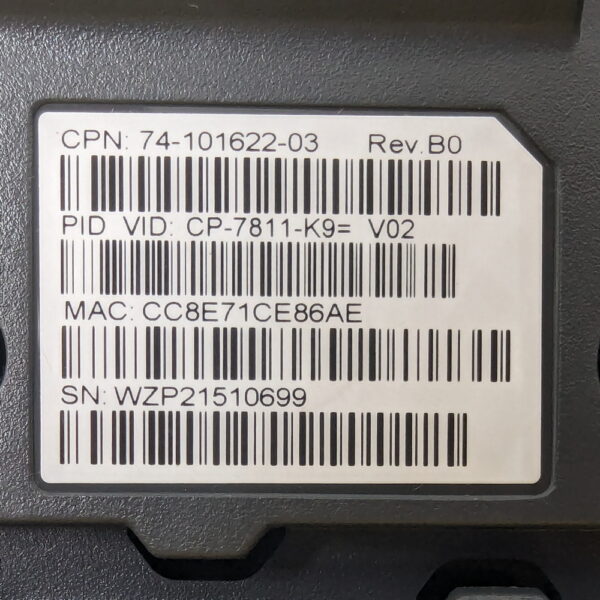 CPN: 74-101622-03 Rev.B0
PID VID: CP-7811-K9= V02
MAC: CC8E71CE86AE
SN: WZP21510699